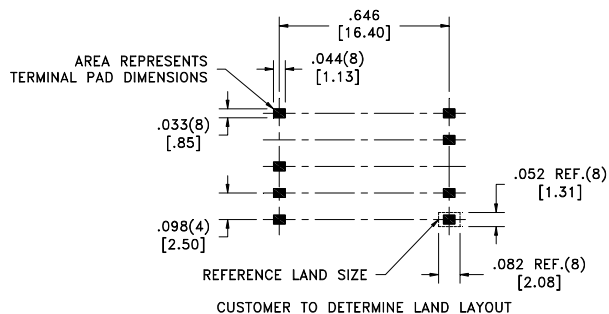 .646
[16.40]
AREA REPRESENTS
TERMINAL PAD DIMENSIONS
.044(8)
[1.13]
.033(8)
[.85]
.052 REF.(8)
[1.31]
.098(4)
[2.50]
REFERENCE LAND SIZE
.082 REF.(8)
[2.08]
CUSTOMER TO DETERMINE LAND LAYOUT